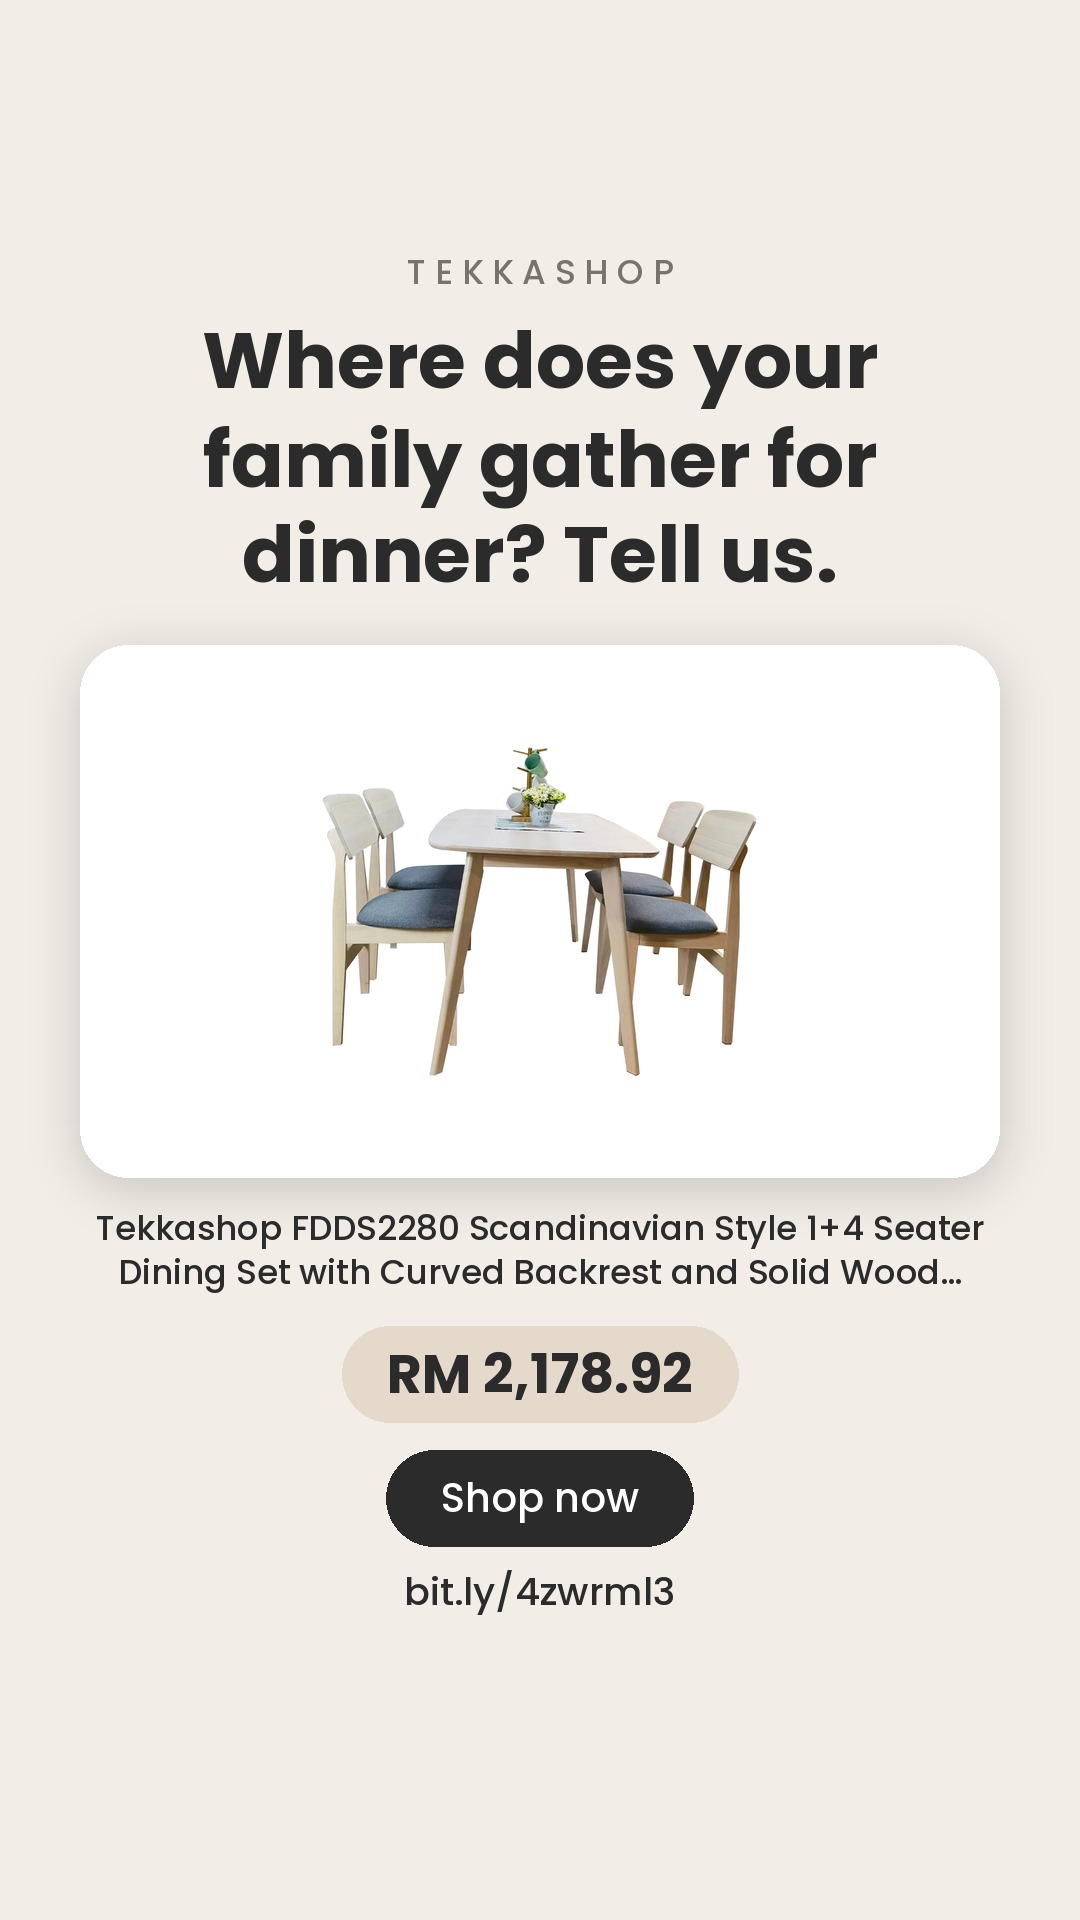 TEKKASHOP
Where does your
family gather for
dinner? Tell us.
Tekkashop FDDS2280 Scandinavian Style 1+4 Seater
Dining Set with Curved Backrest and Solid Wood...
RM 2,178.92
Shop now
bit.ly/4zwrml3